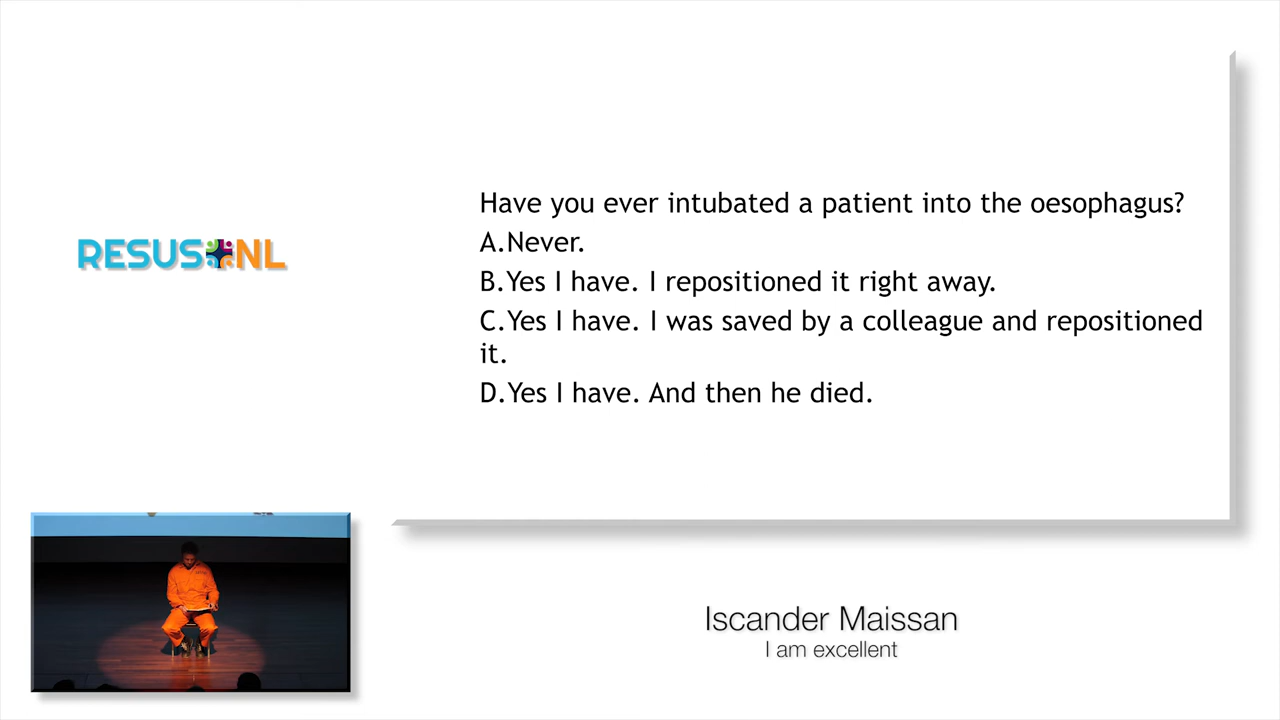 Have you ever intubated a patient into the oesophagus?
A.Never.
B.Yes I have. I repositioned it right away.
C.Yes I have. I was saved by a colleague and repositioned
it.
D.Yes I have. And then he died.
RESUS NL
Iscander Maissan
I am excellent